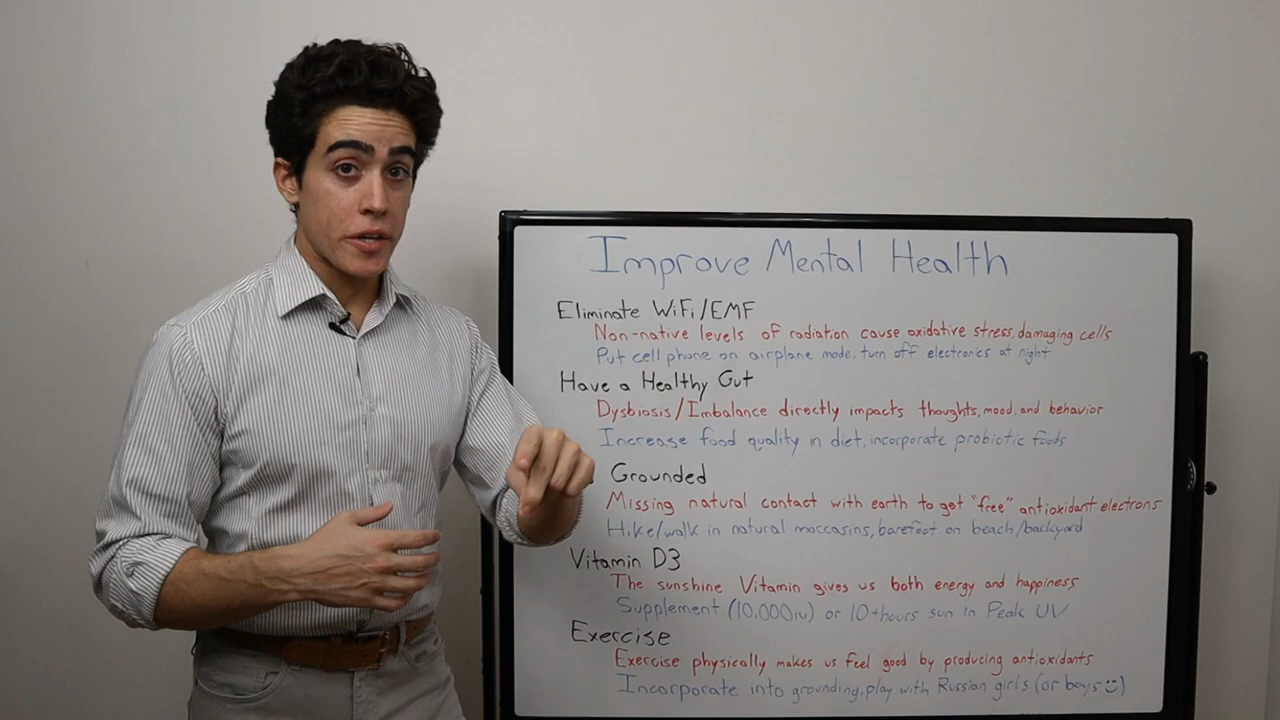 Improve Mental Health
Eliminate WiFi/EMF
Non-native levels of radiation cause oxidative stress, damaging cells
Put cell phone on airplane mode, turn off electronics at night
Have a Healthy Gut
Dysbiosis/Imbalance directly impacts thoughts, mood, and behavior
Increase food quality in diet, incorporate probiotic foods
Grounded
Missing natural contact with earth to get "free" antioxidant electrons
Hike/walk in natural moccasins, barefoot on beach/backyard
Vitamin D3
The sunshine Vitamin gives us both energy and happiness
Supplement (10,000iu) or 10+hours sun in Peak UV
Exercise
Exercise physically makes us feel good by producing antioxidants
Incorporate into grounding, play with Russian girls (or boys :))